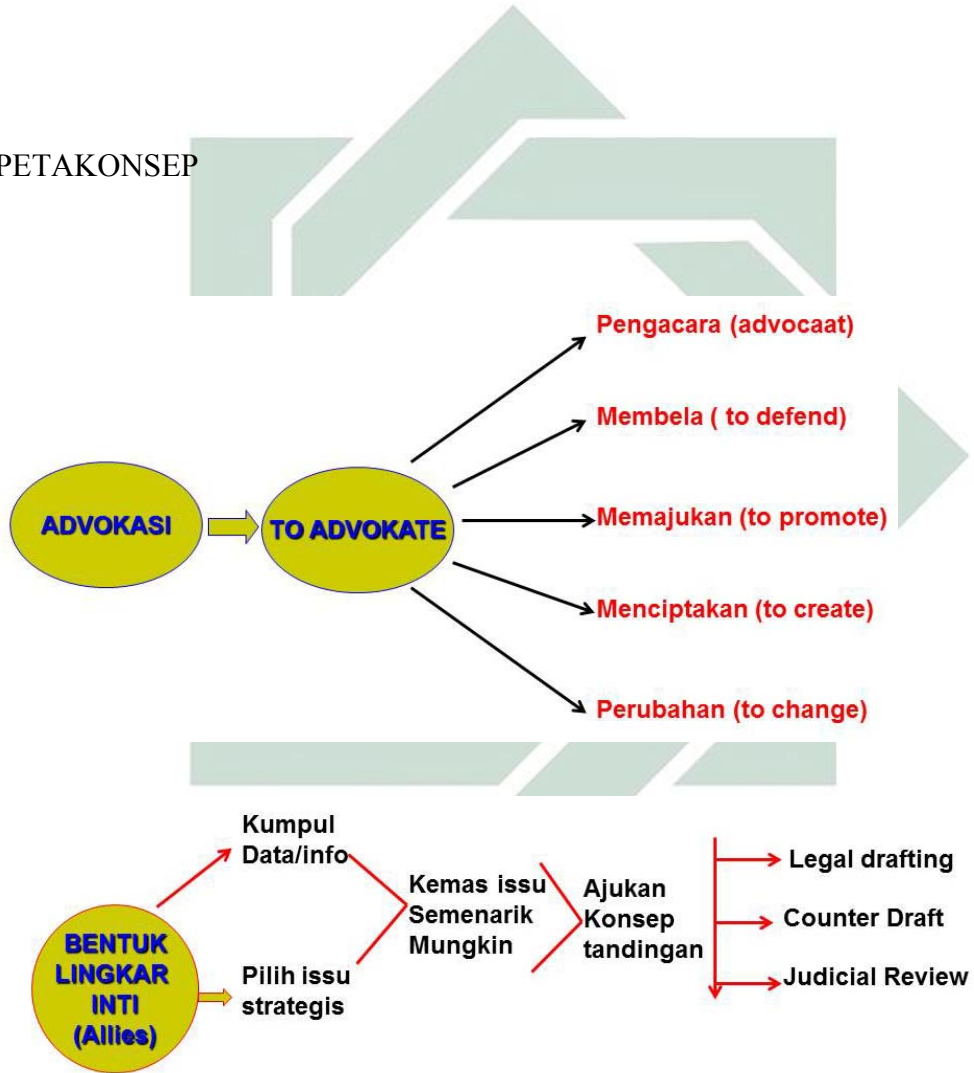 PETAKONSEP
Pengacara (advocaat)
Membela ( to defend)
ADVOKASI
TO ADVOKATE
Memajukan (to promote)
Menciptakan (to create)
Perubahan (to change)
BENTUK
LINGKAR
INTI
(Allies)
Kumpul
Data/info
Pilih issu
strategis
Kemas issu
Semenarik
Mungkin
Ajukan
Konsep
tandingan
Legal drafting
Counter Draft
Judicial Review